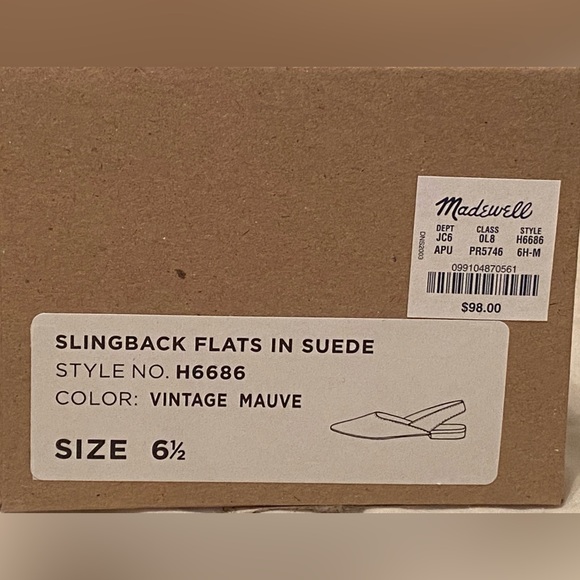 Madewell
DEPT CLASS STYLE
JC6 0L8 H6686
APU PR5746 6H-M
DNIS2003
099104870561
$98.00
SLINGBACK FLATS IN SUEDE
STYLE NO. H6686
COLOR: VINTAGE MAUVE
SIZE 6½